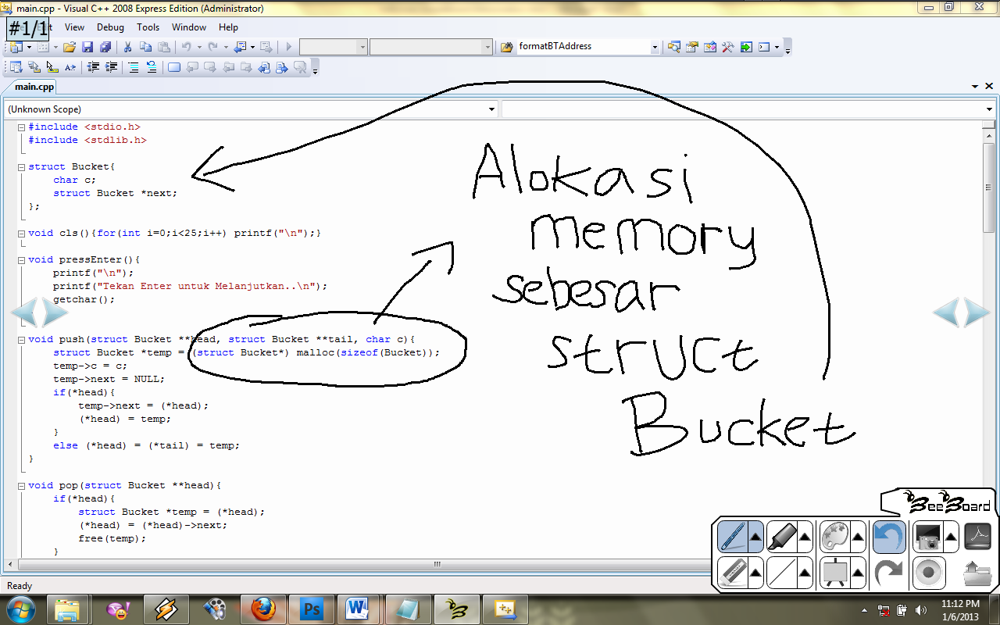 main.cpp - Visual C++ 2008 Express Edition (Administrator)
#1/1
View Debug Tools Window Help
formatBTAddress
main.cpp
(Unknown Scope)
#include <stdio.h>
#include <stdlib.h>
struct Bucket{
char c;
struct Bucket *next;
};
void cls(){for(int i=0;i<25;i++) printf("\n");}
void pressEnter(){
printf("\n");
printf("Tekan Enter untuk Melanjutkan..\n");
getchar();
void push(struct Bucket **head, struct Bucket **tail, char c){
struct Bucket *temp = (struct Bucket*) malloc(sizeof(Bucket));
temp->c = c;
temp->next = NULL;
if(*head){
temp->next = (*head);
(*head) = temp;
}
else (*head) = (*tail) = temp;
}
void pop(struct Bucket **head){
if(*head){
struct Bucket *temp = (*head);
(*head) = (*head)->next;
free(temp);
}
Alokasi
memory
sebesar
struct
Bucket
BeeBoard
Ready
11:12 PM
1/6/2013